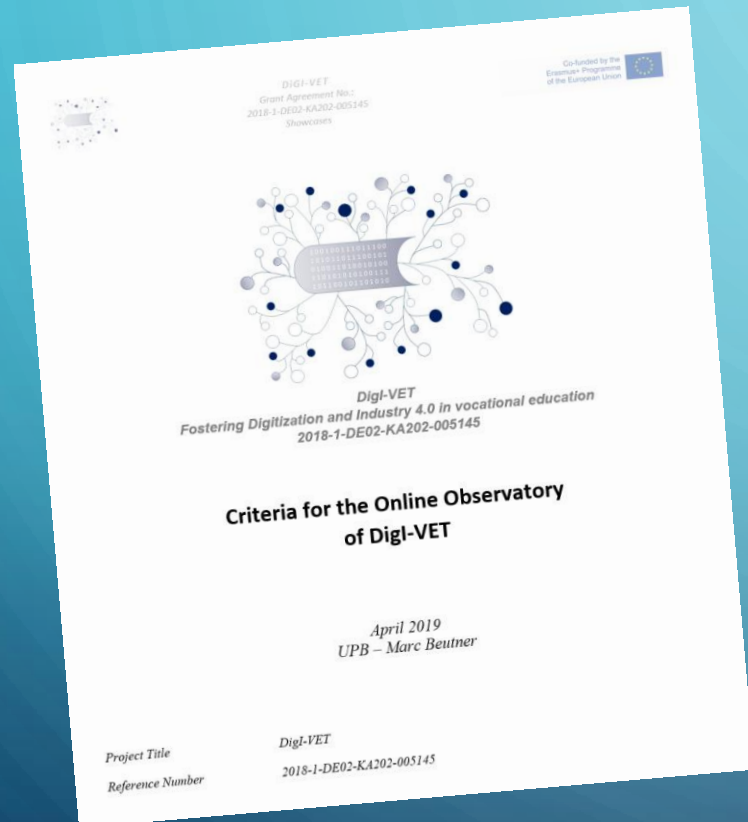 DiGI-VET
Grant Agreement No.:
2018-1-DE02-KA202-005145
Showcases
Co-funded by the
Erasmus+ Programme
of the European Union
DigI-VET
Fostering Digitization and Industry 4.0 in vocational education
2018-1-DE02-KA202-005145
Criteria for the Online Observatory
of DigI-VET
April 2019
UPB – Marc Beutner
Project Title
DigI-VET
Reference Number
2018-1-DE02-KA202-005145